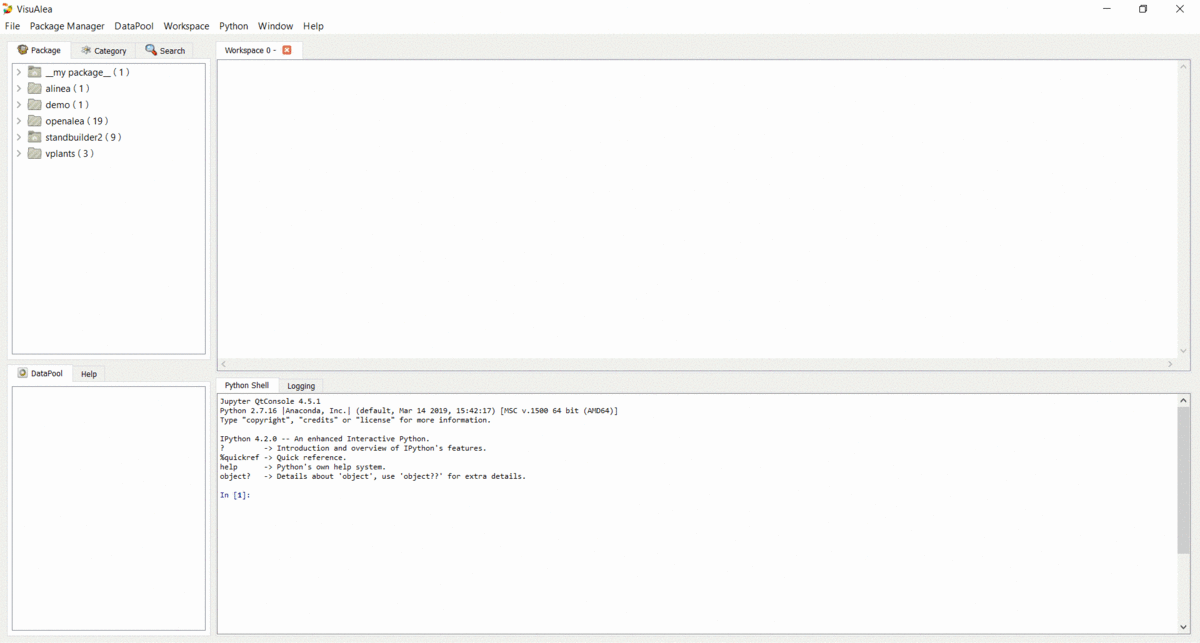 VisuAlea
File Package Manager DataPool Workspace Python Window Help
Package Category Search
__my package__ ( 1 )
alinea ( 1 )
demo ( 1 )
openalea ( 19 )
standbuilder2 ( 9 )
vplants ( 3 )
Workspace 0 -
DataPool Help
Python Shell Logging
Jupyter QtConsole 4.5.1
Python 2.7.16 |Anaconda, Inc.| (default, Mar 14 2019, 15:42:17) [MSC v.1500 64 bit (AMD64)]
Type "copyright", "credits" or "license" for more information.
IPython 4.2.0 -- An enhanced Interactive Python.
? -> Introduction and overview of IPython's features.
%quickref -> Quick reference.
help -> Python's own help system.
object? -> Details about 'object', use 'object??' for extra details.
In [1]: